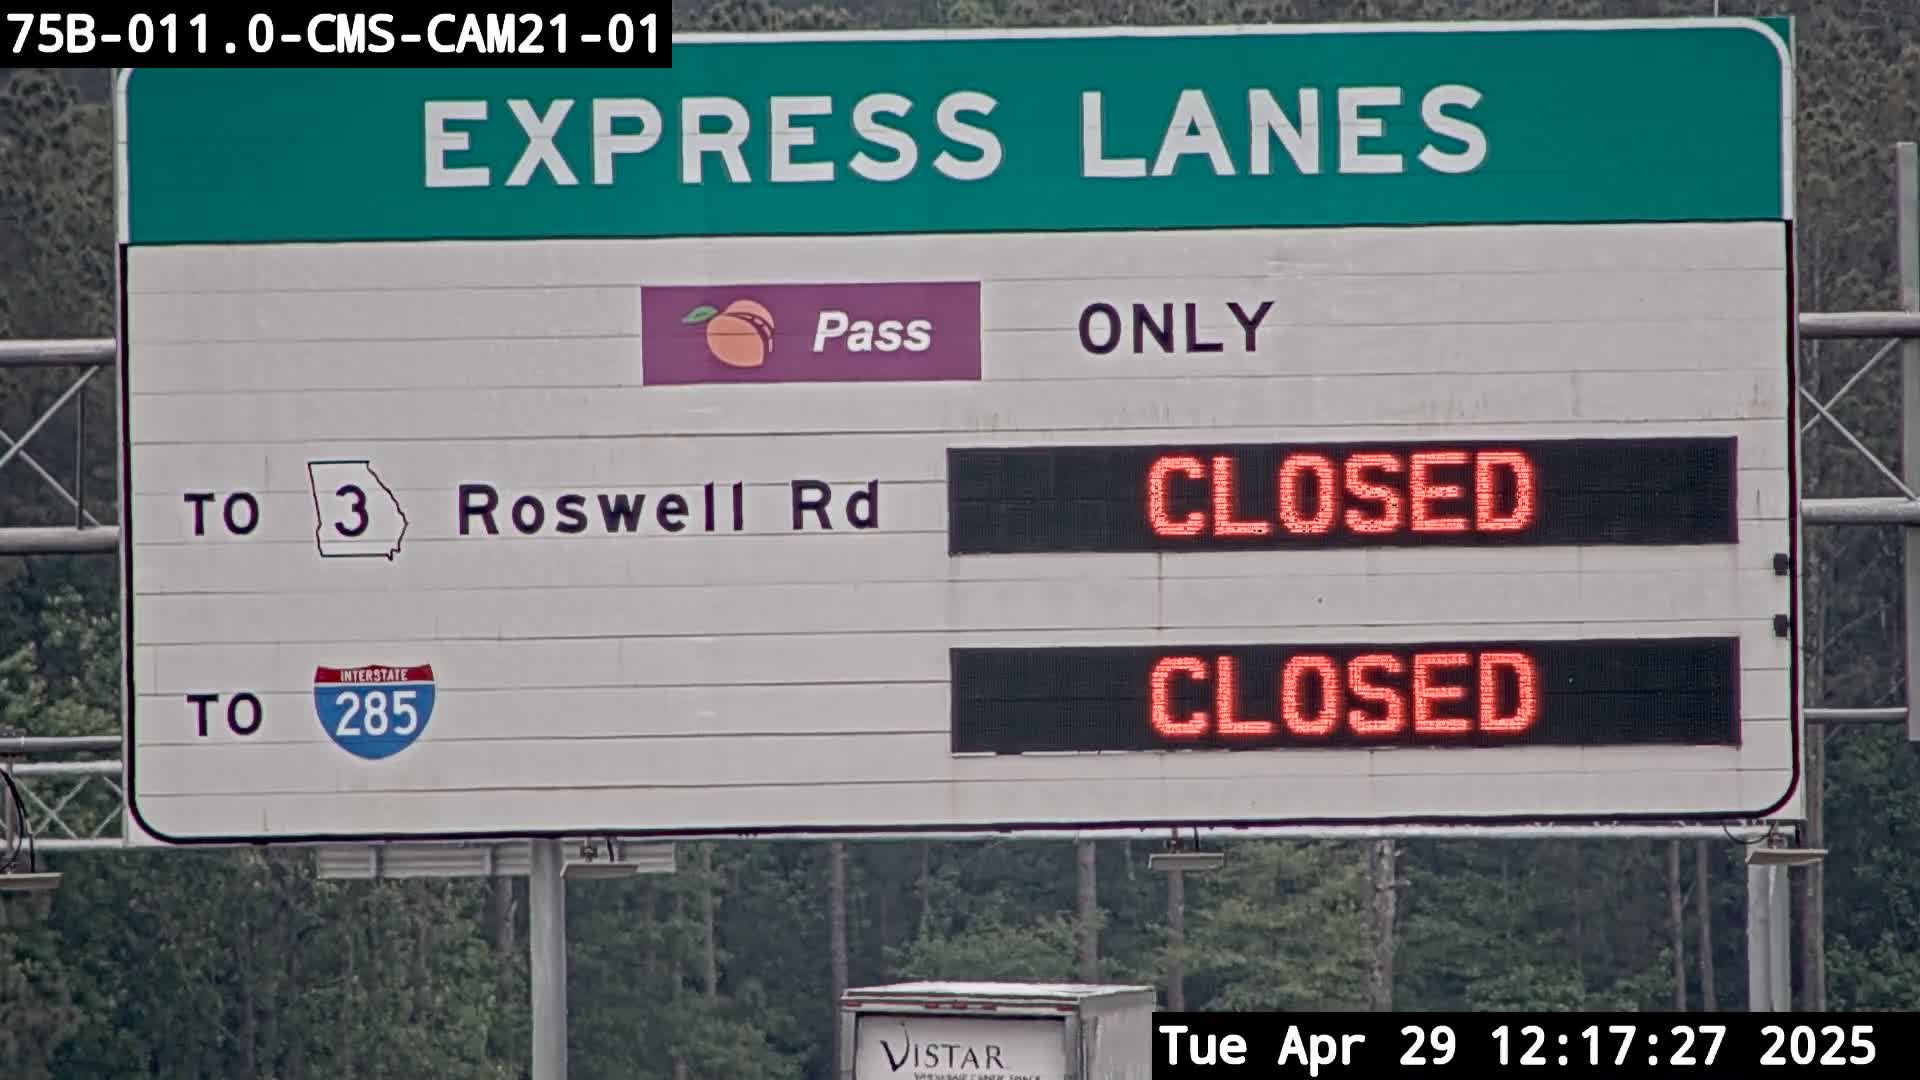 75B-011.0-CMS-CAM21-01
EXPRESS LANES
Pass ONLY
TO 3 Roswell Rd CLOSED
INTERSTATE
TO 285 CLOSED
VISTAR
Tue Apr 29 12:17:27 2025